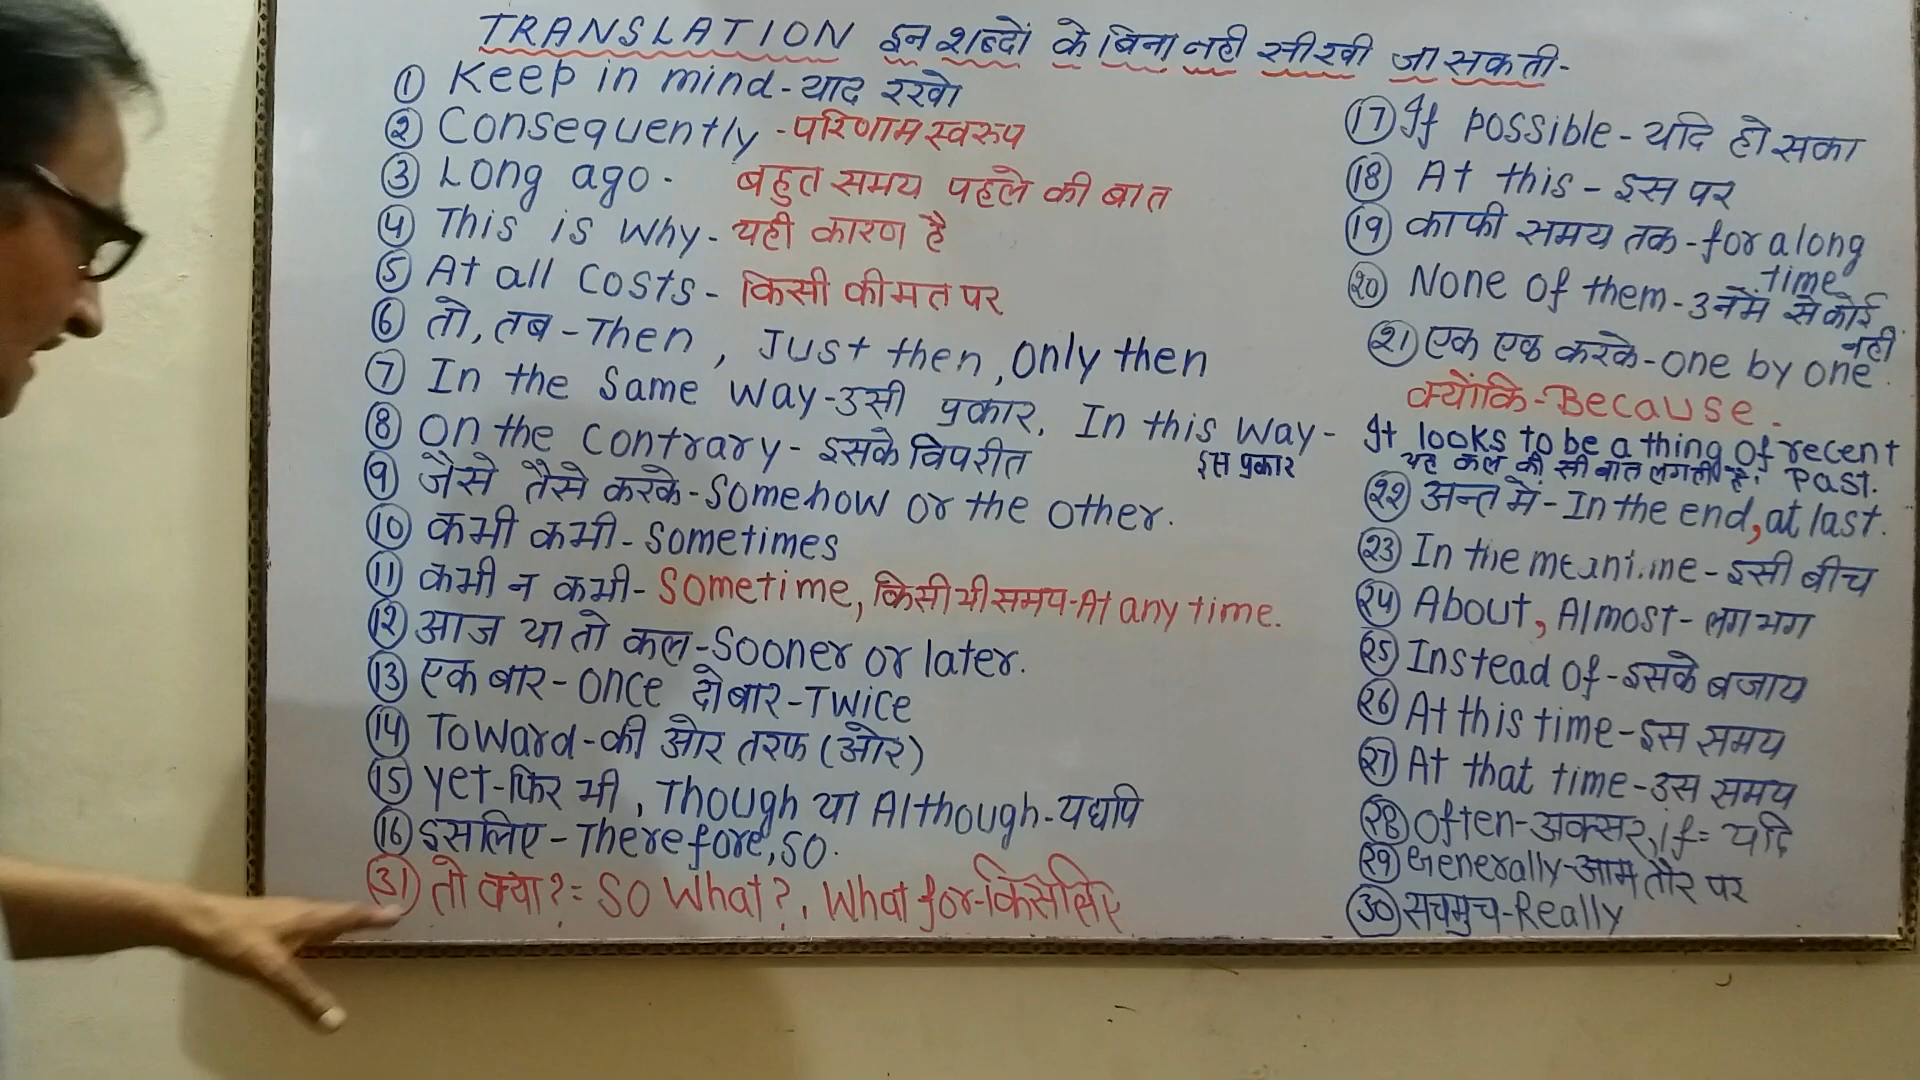 TRANSLATION इन शब्दों के बिना नही सीखी जा सकती-
① Keep in mind-याद रखो
② Consequently-परिणाम स्वरुप
③ Long ago- बहुत समय पहले की बात
④ This is Why-यही कारण है
⑤ At all Costs-किसी कीमत पर
⑥ तो, तब-Then, Just then, only then
⑦ In the Same Way-उसी प्रकार, In this Way-
इस प्रकार
⑧ On the Contrary-इसके विपरीत
⑨ जैसे तैसे करके-Somehow or the other.
⑩ कभी कभी-Sometimes
⑪ कभी न कभी-Sometime, किसी भी समय-At any time.
⑫ आज या तो कल-Sooner or later.
⑬ एक बार-once दो बार-Twice
⑭ Toward-की ओर तरफ (ओर)
⑮ yet-फिर भी, Though या Although-यद्यपि
⑯ इसलिए-Therefore, so.
㉛ तो क्या?= So What?, What for-किसलिए
⑰ If possible-यदि हो सका
⑱ At this-इस पर
⑲ काफी समय तक-for a long
time
⑳ None of them-उनमें से कोई
नही
㉑ एक एक करके-one by one.
क्योंकि-Because.
It looks to be a thing of recent
यह कल की सी बात लगती है. Past.
㉒ अन्त में-In the end, at last.
㉓ In the meantime-इसी बीच
㉔ About, Almost-लगभग
㉕ Instead of-इसके बजाय
㉖ At this time-इस समय
㉗ At that time-उस समय
㉘ often-अक्सर, if= यदि
㉙ Generally-आम तौर पर
㉚ सचमुच-Really